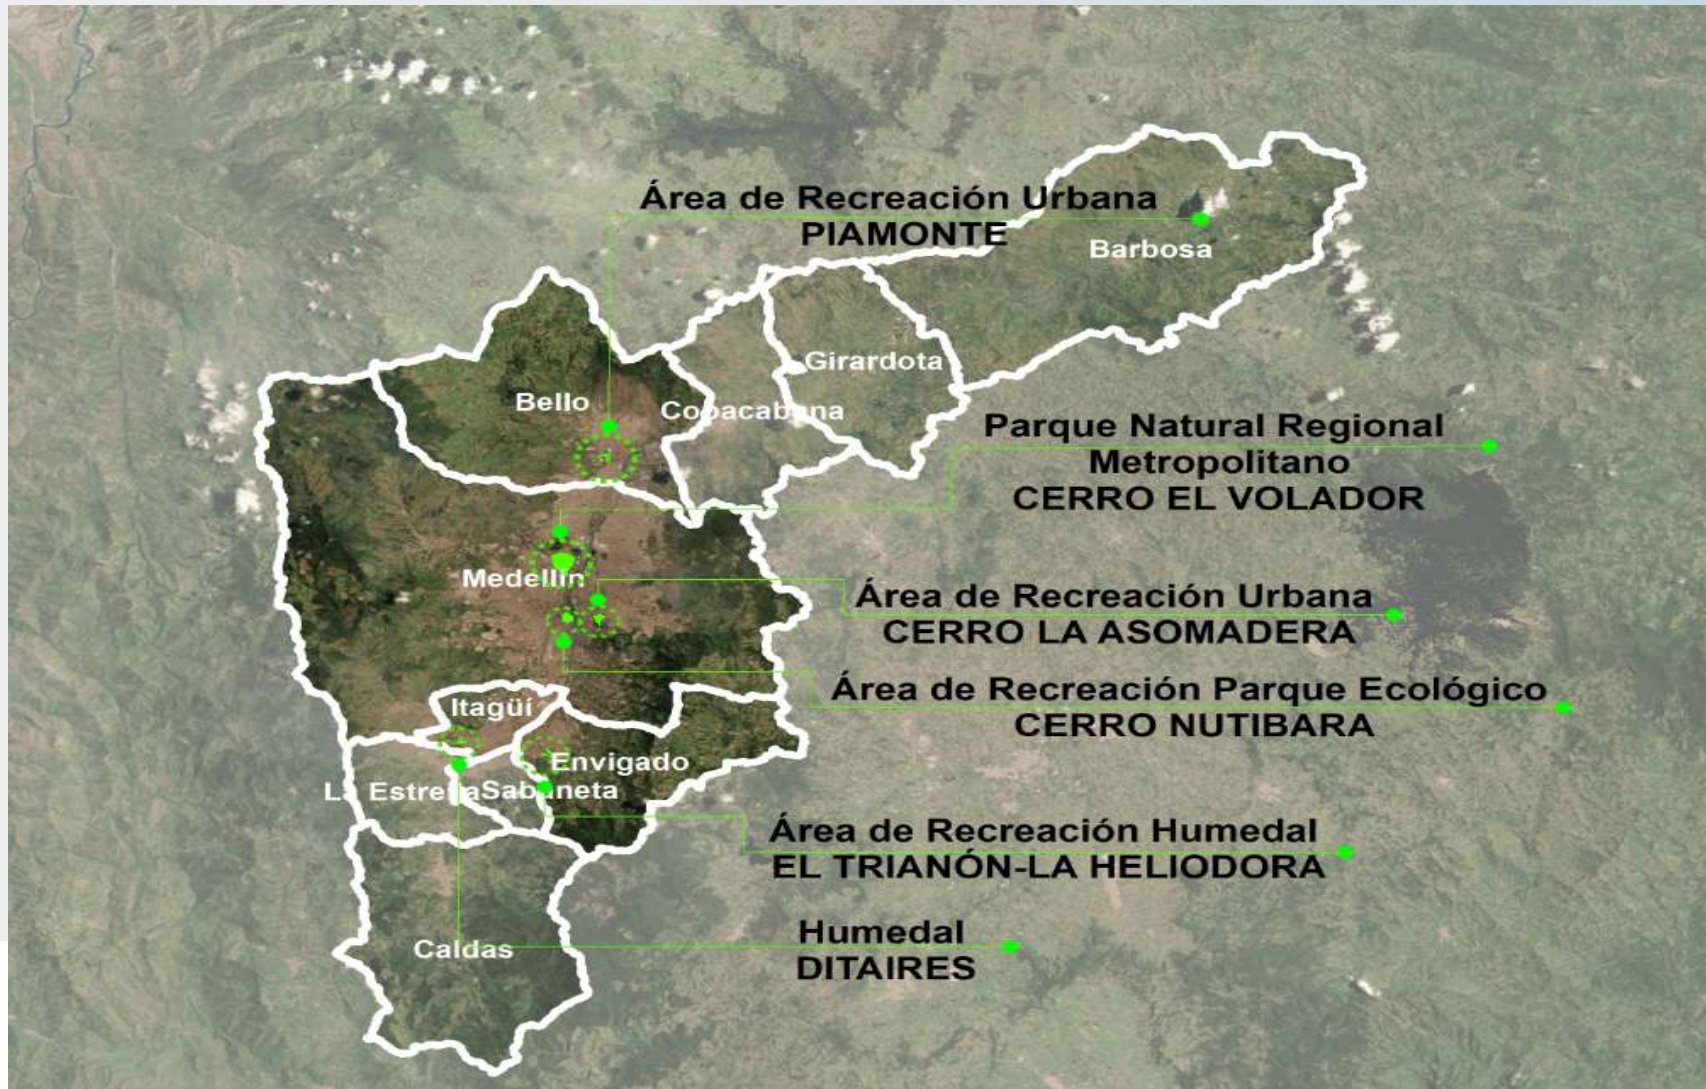 Área de Recreación Urbana
PIAMONTE
Barbosa
Girardota
Bello
Copacabana
Parque Natural Regional
Metropolitano
CERRO EL VOLADOR
Medellín
Área de Recreación Urbana
CERRO LA ASOMADERA
Área de Recreación Parque Ecológico
CERRO NUTIBARA
Itagüí
Envigado
La Estrella
Sabaneta
Área de Recreación Humedal
EL TRIANÓN-LA HELIODORA
Humedal
DITAIRES
Caldas